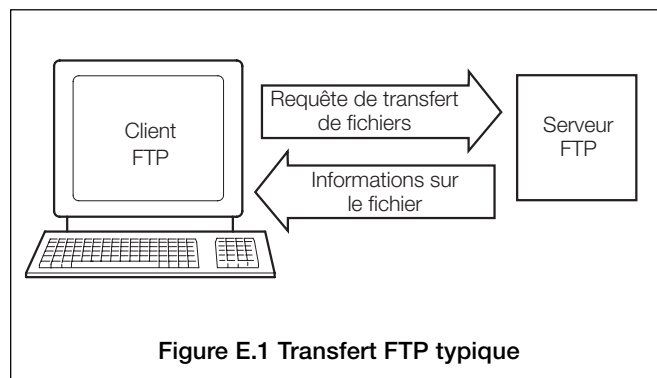 Client
FTP
Requête de transfert
de fichiers
Serveur
FTP
Informations sur
le fichier
Figure E.1 Transfert FTP typique